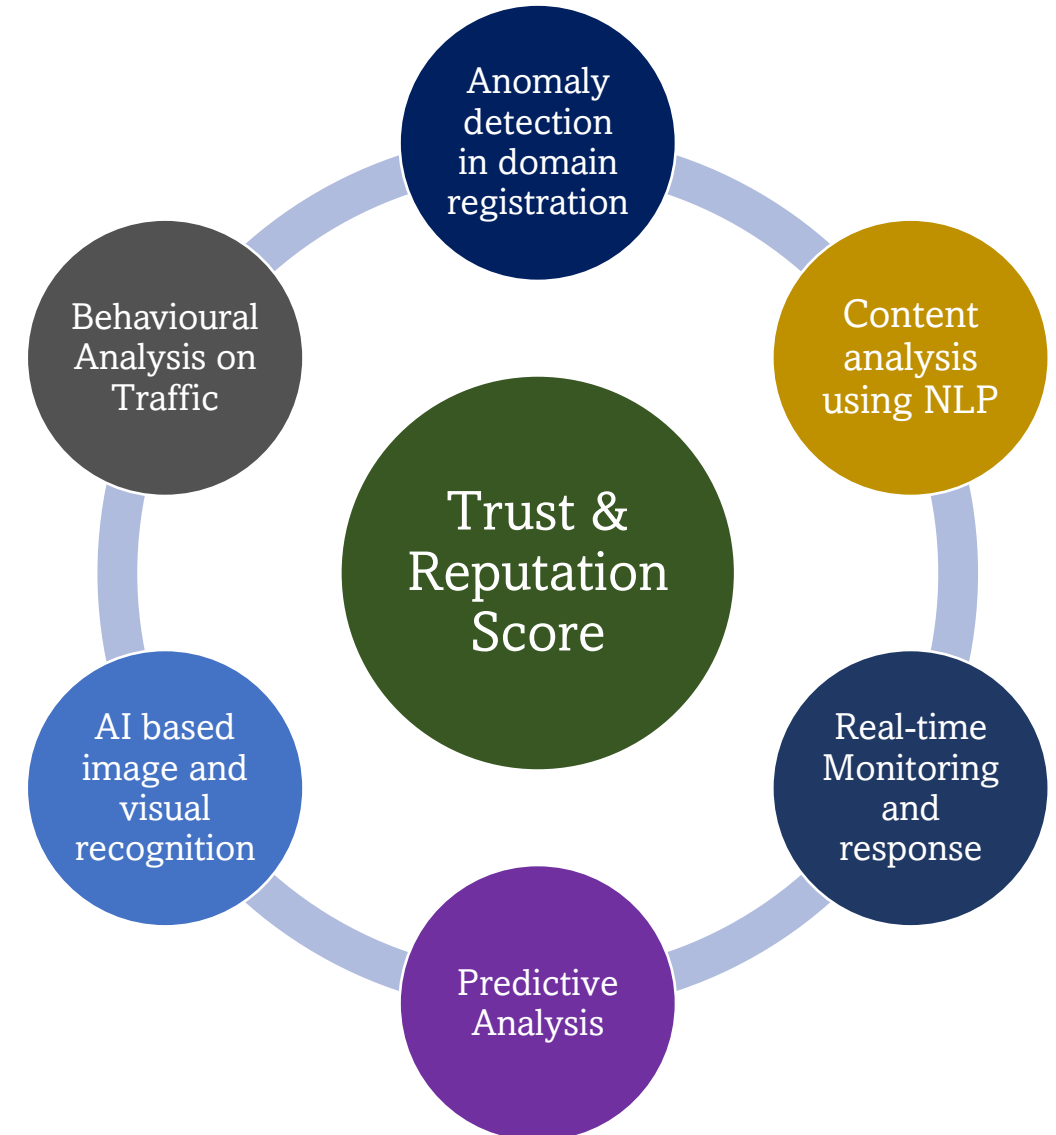 Anomaly
detection
in domain
registration
Content
analysis
using NLP
Real-time
Monitoring
and
response
Predictive
Analysis
AI based
image and
visual
recognition
Behavioural
Analysis on
Traffic
Trust &
Reputation
Score